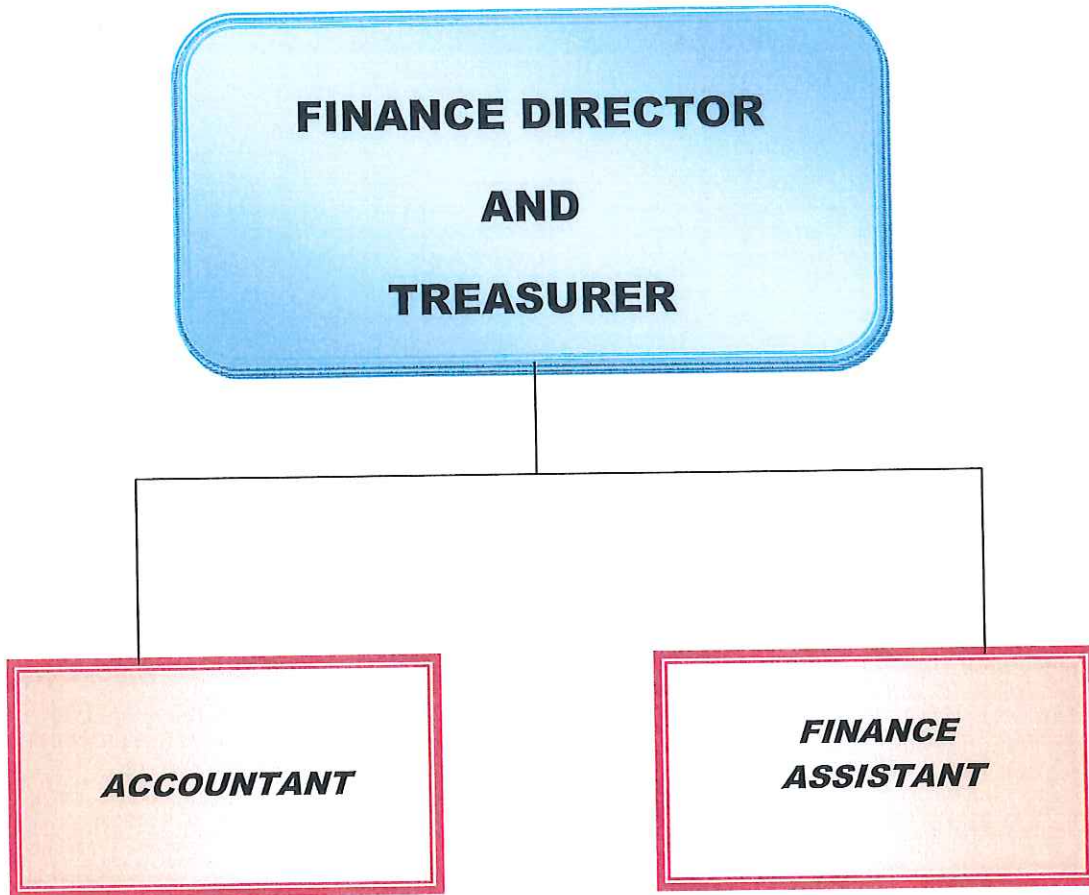 FINANCE DIRECTOR
AND
TREASURER
ACCOUNTANT
FINANCE
ASSISTANT